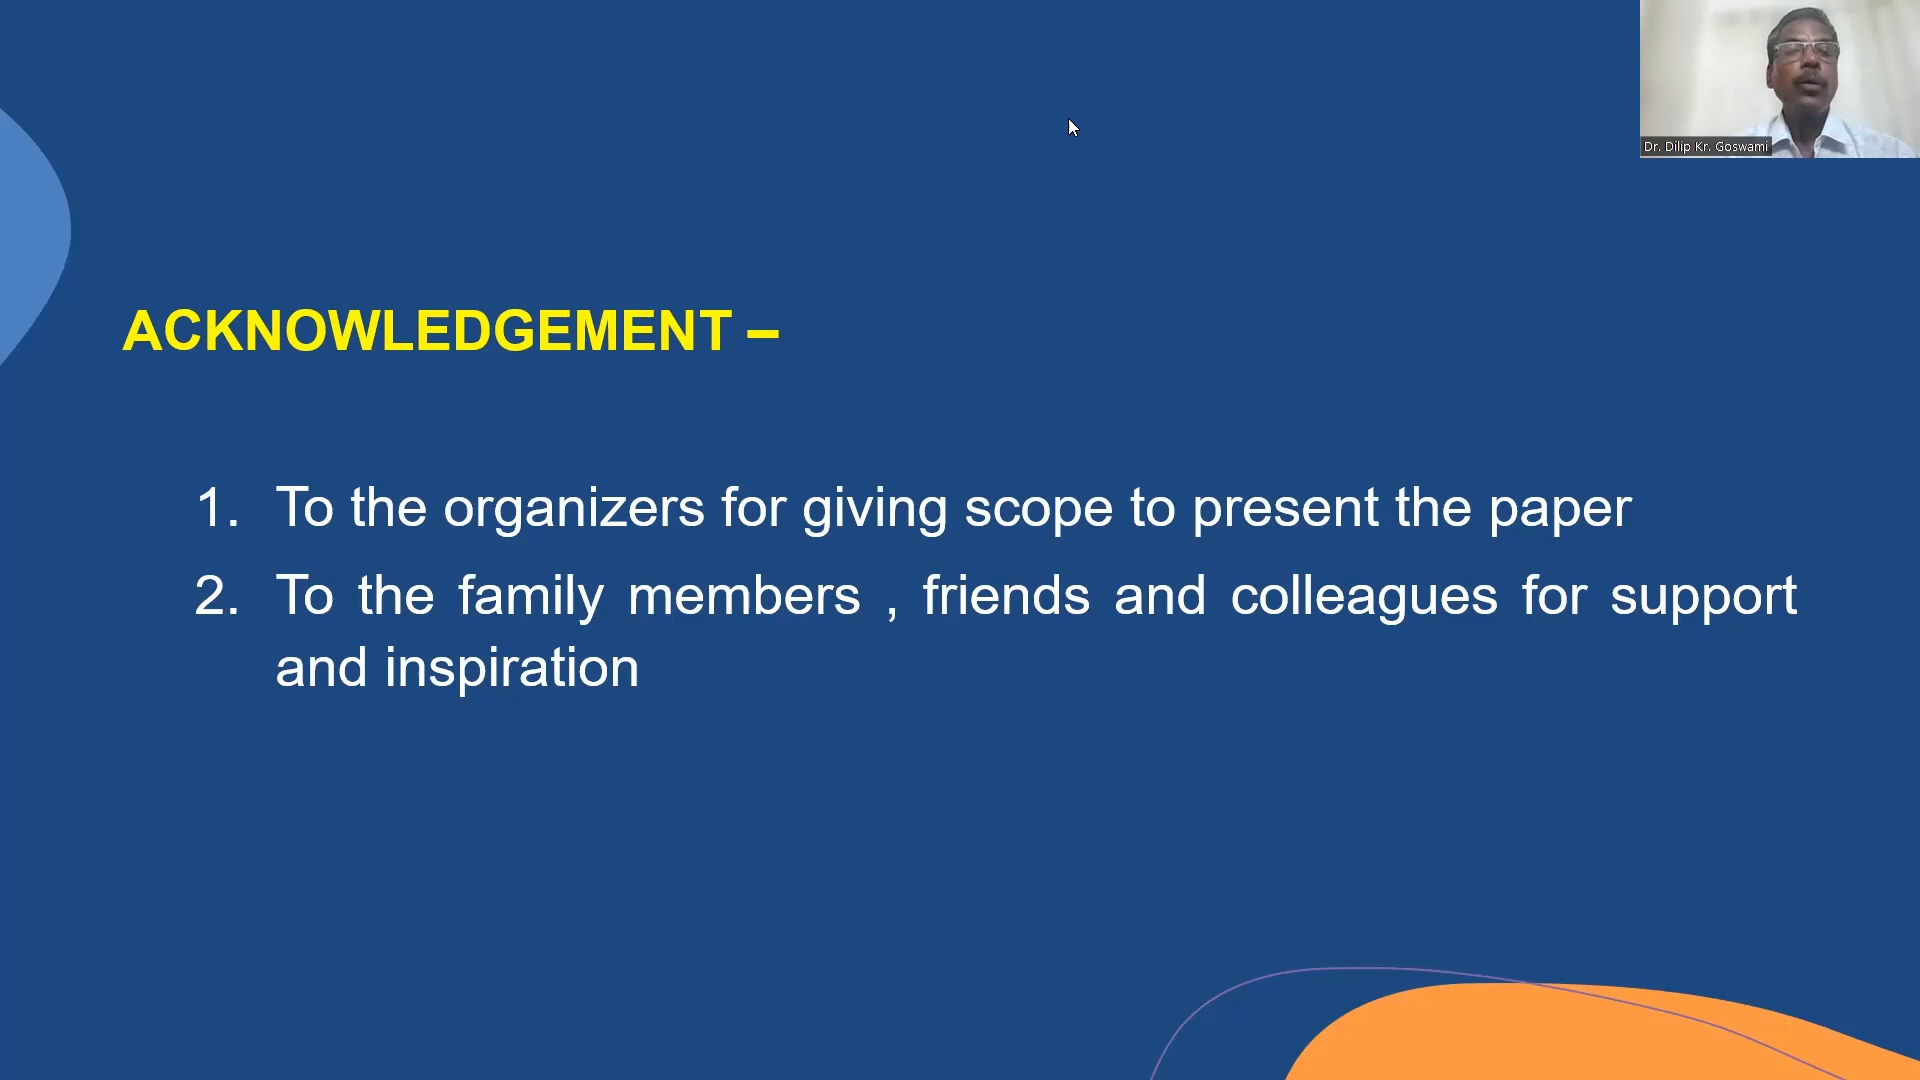 Dr. Dilip Kr. Goswami
ACKNOWLEDGEMENT –
1. To the organizers for giving scope to present the paper
2. To the family members , friends and colleagues for support
and inspiration